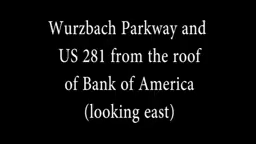 Wurzbach Parkway and
US 281 from the roof
of Bank of America
(looking east)